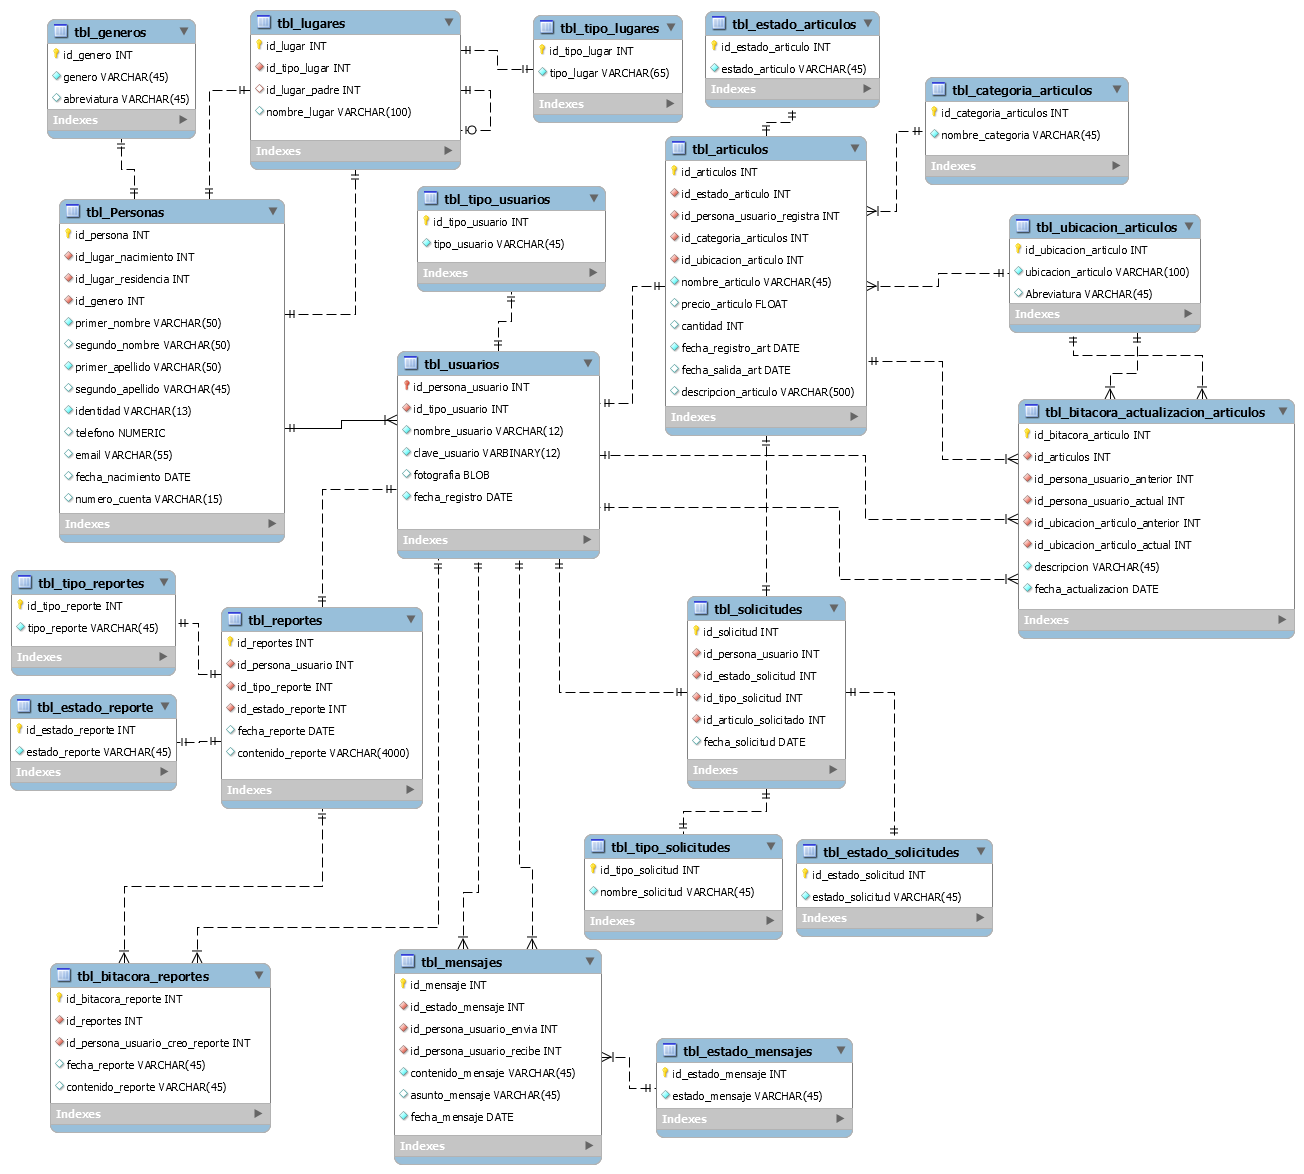 tbl_generos
id_genero INT
genero VARCHAR(45)
abreviatura VARCHAR(45)
Indexes
tbl_lugares
id_lugar INT
id_tipo_lugar INT
id_lugar_padre INT
nombre_lugar VARCHAR(100)
Indexes
tbl_tipo_lugares
id_tipo_lugar INT
tipo_lugar VARCHAR(65)
Indexes
tbl_estado_articulos
id_estado_articulo INT
estado_articulo VARCHAR(45)
Indexes
tbl_categoria_articulos
id_categoria_articulos INT
nombre_categoria VARCHAR(45)
Indexes
tbl_Personas
id_persona INT
id_lugar_nacimiento INT
id_lugar_residencia INT
id_genero INT
primer_nombre VARCHAR(50)
segundo_nombre VARCHAR(50)
primer_apellido VARCHAR(50)
segundo_apellido VARCHAR(45)
identidad VARCHAR(13)
telefono NUMERIC
email VARCHAR(55)
fecha_nacimiento DATE
numero_cuenta VARCHAR(15)
Indexes
tbl_tipo_usuarios
id_tipo_usuario INT
tipo_usuario VARCHAR(45)
Indexes
tbl_articulos
id_articulos INT
id_estado_articulo INT
id_persona_usuario_registra INT
id_categoria_articulos INT
id_ubicacion_articulo INT
nombre_articulo VARCHAR(45)
precio_articulo FLOAT
cantidad INT
fecha_registro_art DATE
fecha_salida_art DATE
descripcion_articulo VARCHAR(500)
Indexes
tbl_ubicacion_articulos
id_ubicacion_articulo INT
ubicacion_articulo VARCHAR(100)
Abreviatura VARCHAR(45)
Indexes
tbl_usuarios
id_persona_usuario INT
id_tipo_usuario INT
nombre_usuario VARCHAR(12)
clave_usuario VARBINARY(12)
fotografia BLOB
fecha_registro DATE
Indexes
tbl_bitacora_actualizacion_articulos
id_bitacora_articulo INT
id_articulos INT
id_persona_usuario_anterior INT
id_persona_usuario_actual INT
id_ubicacion_articulo_anterior INT
id_ubicacion_articulo_actual INT
descripcion VARCHAR(45)
fecha_actualizacion DATE
Indexes
tbl_tipo_reportes
id_tipo_reporte INT
tipo_reporte VARCHAR(45)
Indexes
tbl_estado_reporte
id_estado_reporte INT
estado_reporte VARCHAR(45)
Indexes
tbl_reportes
id_reportes INT
id_persona_usuario INT
id_tipo_reporte INT
id_estado_reporte INT
fecha_reporte DATE
contenido_reporte VARCHAR(4000)
Indexes
tbl_solicitudes
id_solicitud INT
id_persona_usuario INT
id_estado_solicitud INT
id_tipo_solicitud INT
id_articulo_solicitado INT
fecha_solicitud DATE
Indexes
tbl_tipo_solicitudes
id_tipo_solicitud INT
nombre_solicitud VARCHAR(45)
Indexes
tbl_estado_solicitudes
id_estado_solicitud INT
estado_solicitud VARCHAR(45)
Indexes
tbl_bitacora_reportes
id_bitacora_reporte INT
id_reportes INT
id_persona_usuario_creo_reporte INT
fecha_reporte VARCHAR(45)
contenido_reporte VARCHAR(45)
Indexes
tbl_mensajes
id_mensaje INT
id_estado_mensaje INT
id_persona_usuario_envia INT
id_persona_usuario_recibe INT
contenido_mensaje VARCHAR(45)
asunto_mensaje VARCHAR(45)
fecha_mensaje DATE
Indexes
tbl_estado_mensajes
id_estado_mensaje INT
estado_mensaje VARCHAR(45)
Indexes